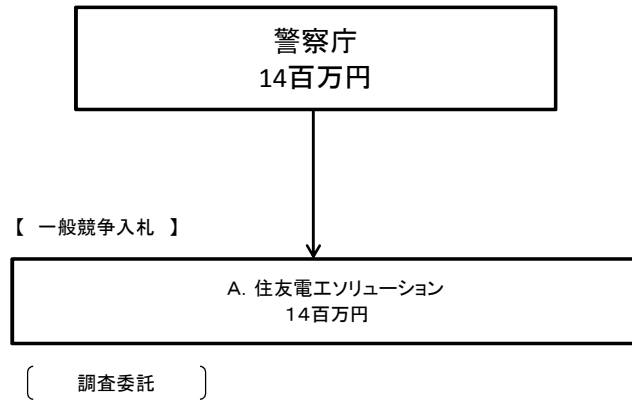 警察庁
14百万円
【　一般競争入札　】
A．住友電工ソリューション
14百万円
調査委託